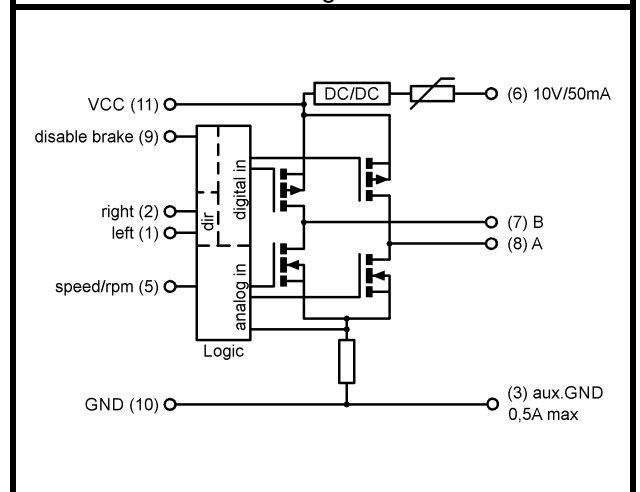 DC/DC
(6) 10V/50mA
VCC (11)
disable brake (9)
digital in
right (2)
dir
left (1)
(7) B
(8) A
speed/rpm (5)
analog in
Logic
GND (10)
(3) aux.GND
0,5A max